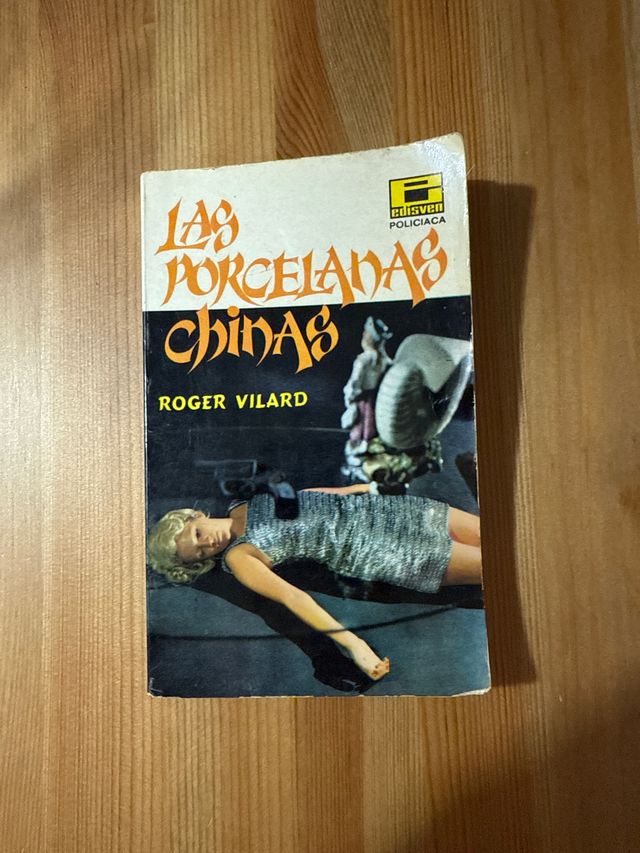 edisven
POLICIACA
LAS
PORCELANAS
chinAS
ROGER VILARD